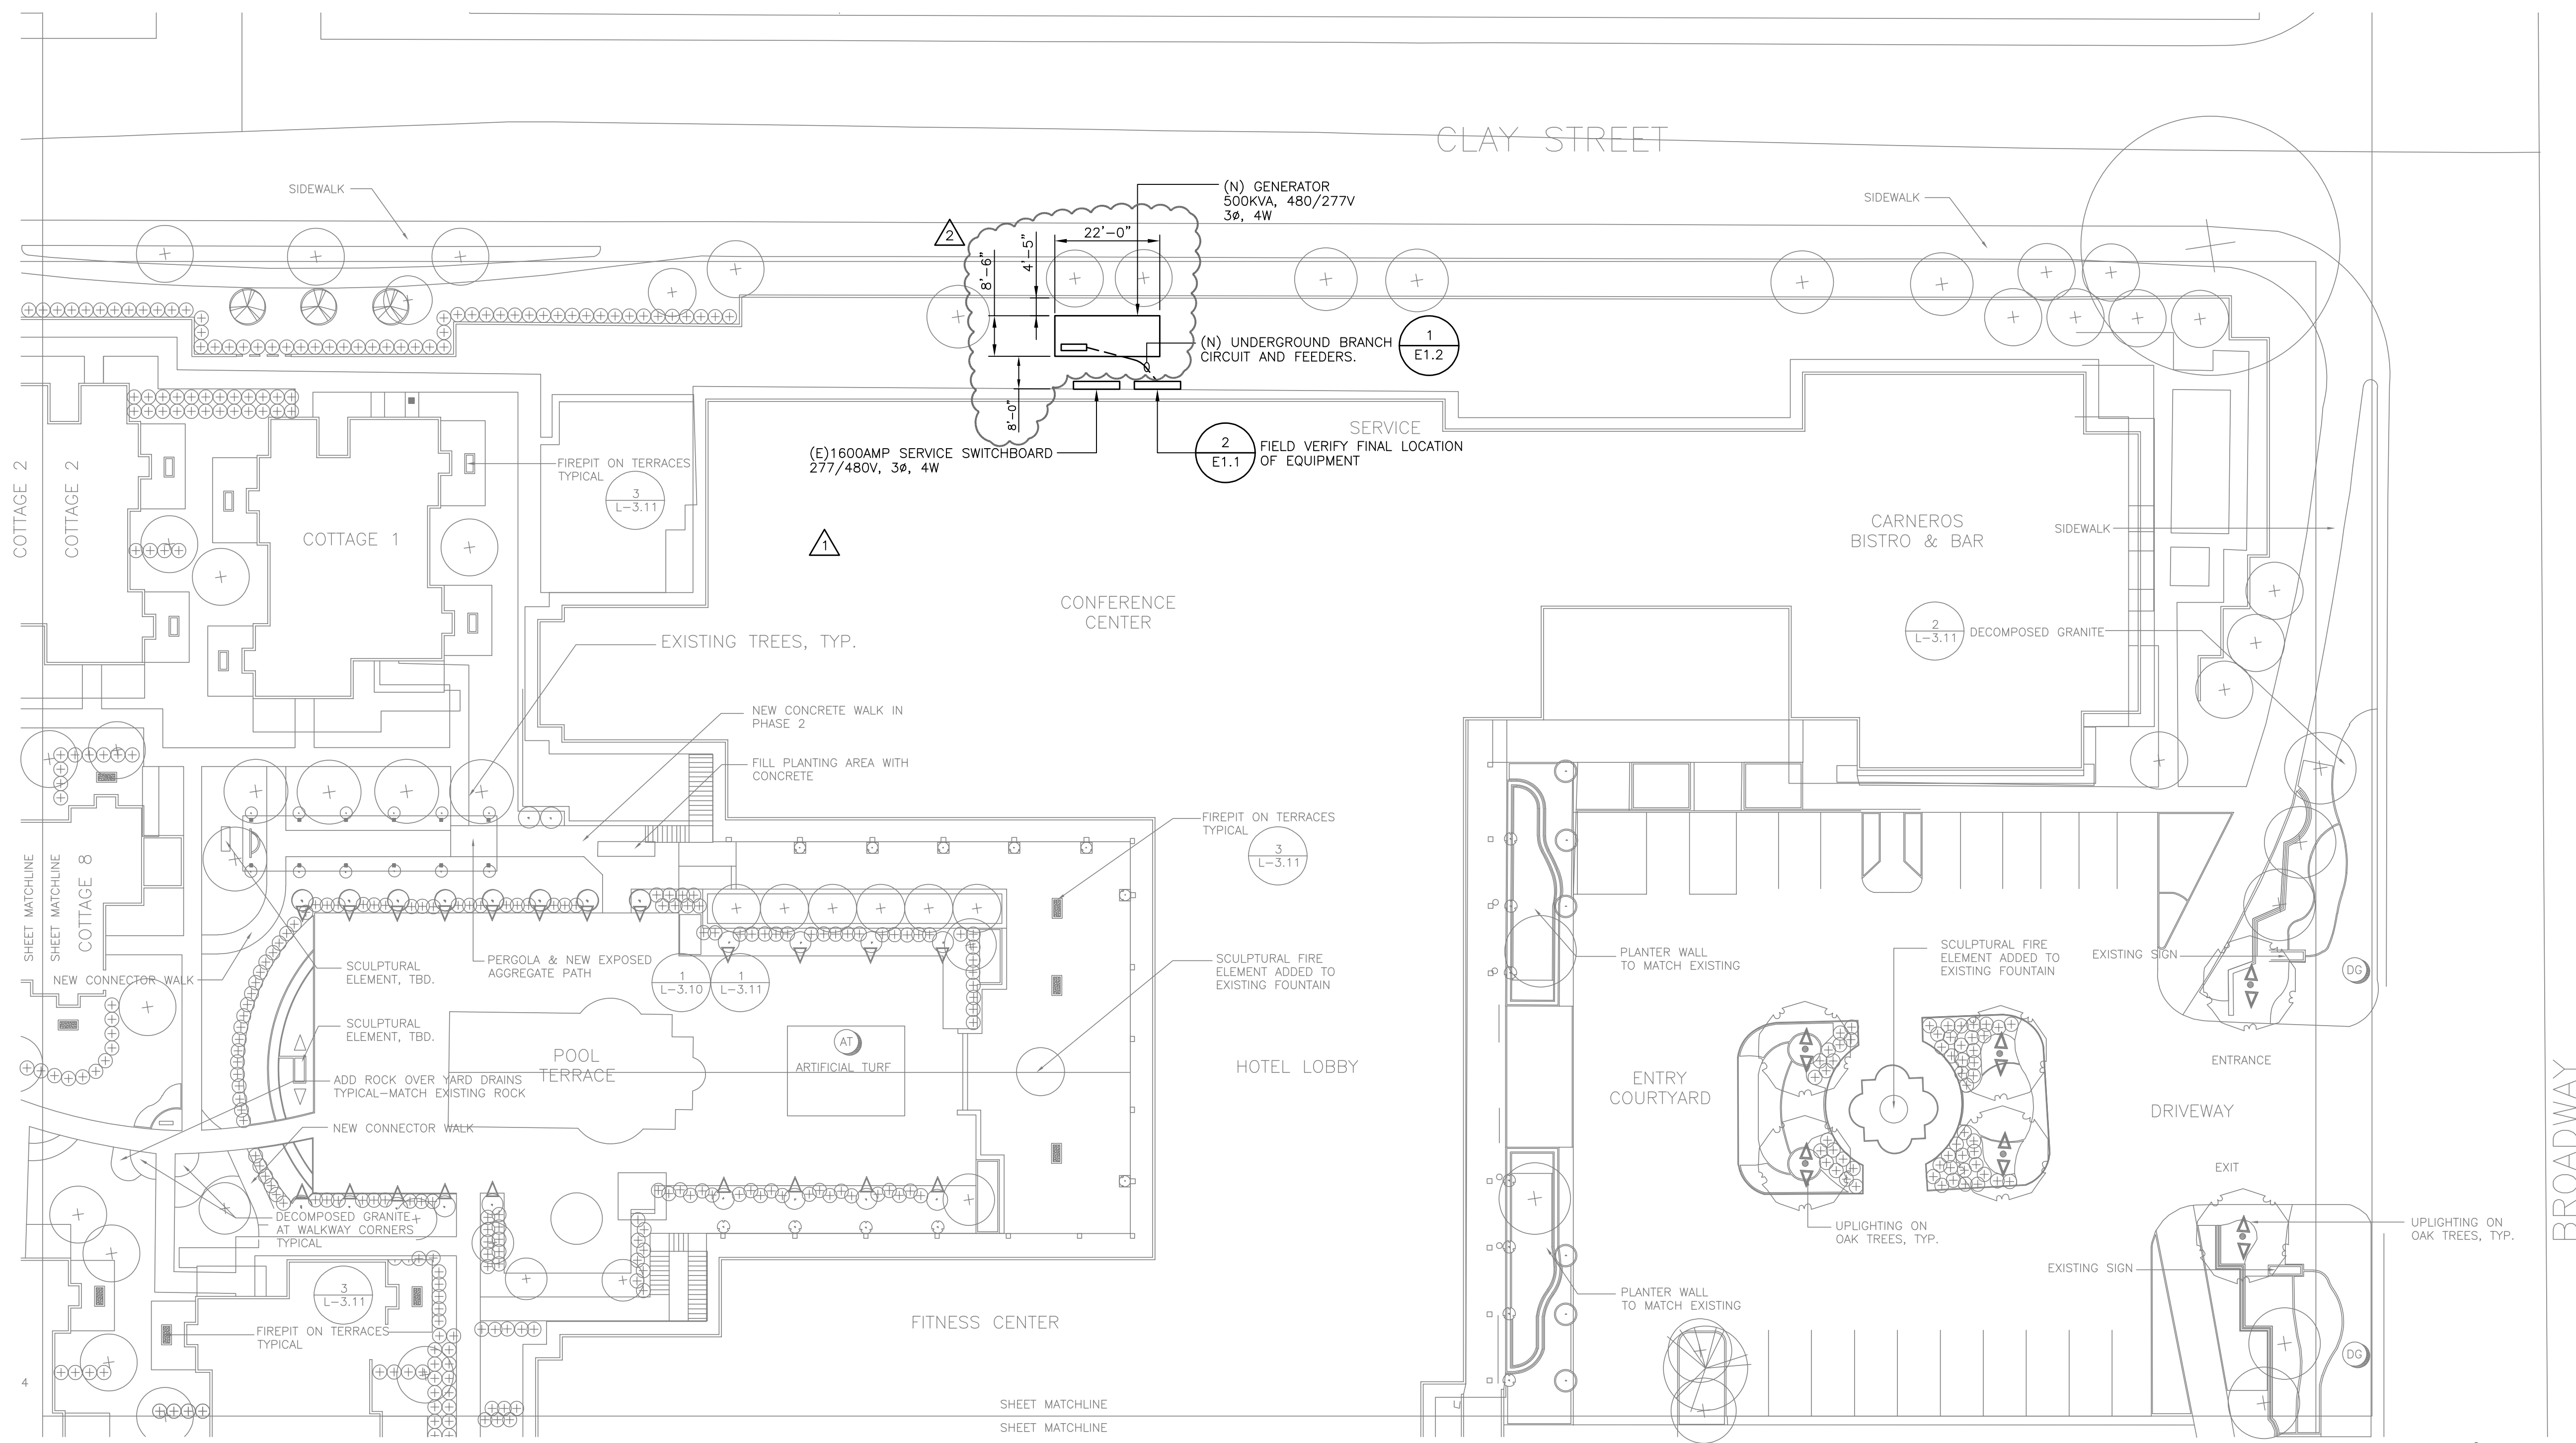 CLAY STREET
SIDEWALK
(N) GENERATOR
500KVA, 480/277V
3ø, 4W
SIDEWALK
2
22'-0"
4'-5"
8'-6"
(N) UNDERGROUND BRANCH
CIRCUIT AND FEEDERS.
1
E1.2
8'-0"
(E)1600AMP SERVICE SWITCHBOARD
277/480V, 3ø, 4W
2
E1.1
FIELD VERIFY FINAL LOCATION
OF EQUIPMENT
SERVICE
FIREPIT ON TERRACES
TYPICAL
3
L-3.11
COTTAGE 2
COTTAGE 2
COTTAGE 1
1
CARNEROS
BISTRO & BAR
SIDEWALK
CONFERENCE
CENTER
2
L-3.11
DECOMPOSED GRANITE
EXISTING TREES, TYP.
NEW CONCRETE WALK IN
PHASE 2
FILL PLANTING AREA WITH
CONCRETE
FIREPIT ON TERRACES
TYPICAL
3
L-3.11
SHEET MATCHLINE
SHEET MATCHLINE
COTTAGE 8
NEW CONNECTOR WALK
SCULPTURAL
ELEMENT, TBD.
PERGOLA & NEW EXPOSED
AGGREGATE PATH
1
L-3.10
1
L-3.11
SCULPTURAL FIRE
ELEMENT ADDED TO
EXISTING FOUNTAIN
PLANTER WALL
TO MATCH EXISTING
SCULPTURAL FIRE
ELEMENT ADDED TO
EXISTING FOUNTAIN
EXISTING SIGN
DG
SCULPTURAL
ELEMENT, TBD.
POOL
TERRACE
AT
ARTIFICIAL TURF
HOTEL LOBBY
ENTRANCE
ADD ROCK OVER YARD DRAINS
TYPICAL-MATCH EXISTING ROCK
ENTRY
COURTYARD
DRIVEWAY
BROADWAY
NEW CONNECTOR WALK
EXIT
DECOMPOSED GRANITE
AT WALKWAY CORNERS
TYPICAL
UPLIGHTING ON
OAK TREES, TYP.
UPLIGHTING ON
OAK TREES, TYP.
EXISTING SIGN
3
L-3.11
PLANTER WALL
TO MATCH EXISTING
FIREPIT ON TERRACES
TYPICAL
FITNESS CENTER
DG
4
SHEET MATCHLINE
SHEET MATCHLINE